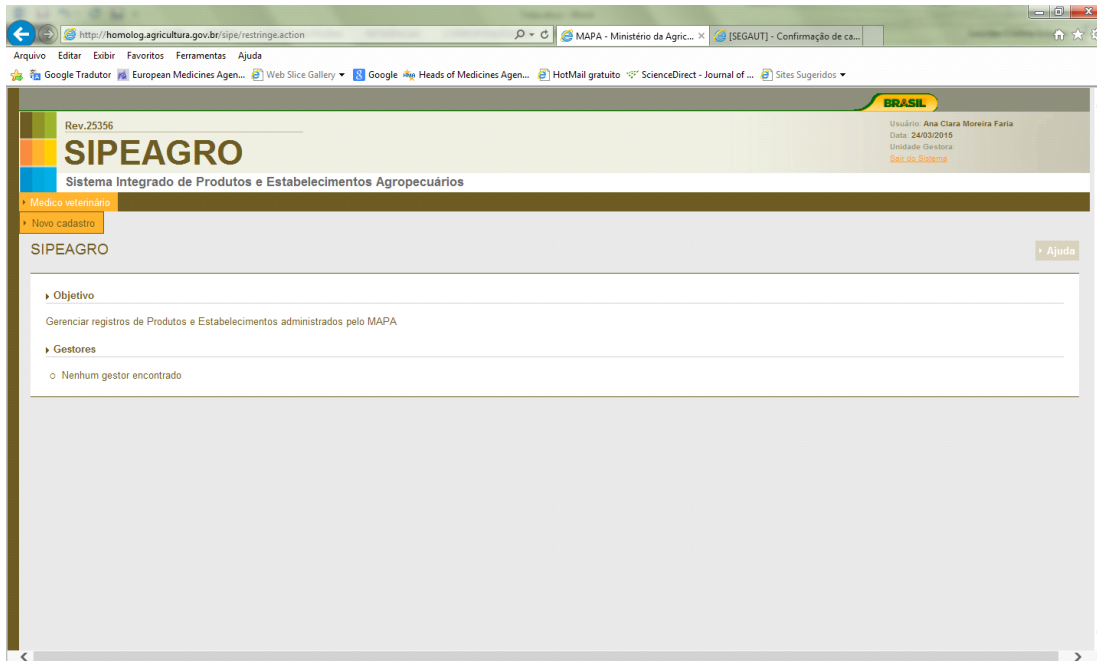 http://homolog.agricultura.gov.br/sipe/restringe.action
MAPA - Ministério da Agric...
[SEGAUT] - Confirmação de ca...
Arquivo Editar Exibir Favoritos Ferramentas Ajuda
Google Tradutor European Medicines Agen... Web Slice Gallery Google Heads of Medicines Agen... HotMail gratuito ScienceDirect - Journal of ... Sites Sugeridos
BRASIL
Rev.25356
SIPEAGRO
Sistema Integrado de Produtos e Estabelecimentos Agropecuários
Usuário: Ana Clara Moreira Faria
Data: 24/03/2015
Unidade Gestora:
Sair do Sistema
Medico veterinário
Novo cadastro
SIPEAGRO
Ajuda
Objetivo
Gerenciar registros de Produtos e Estabelecimentos administrados pelo MAPA
Gestores
Nenhum gestor encontrado